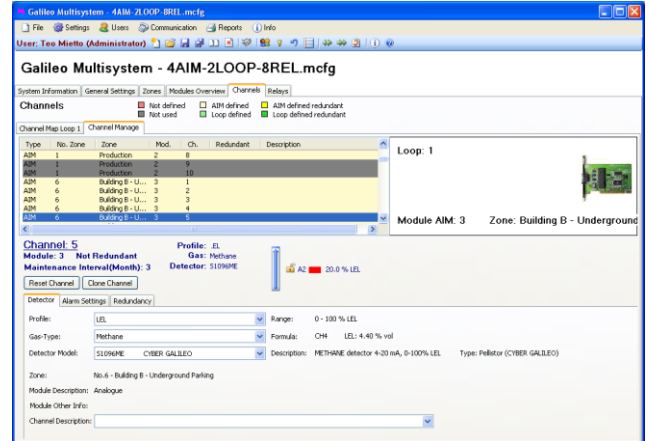 Galileo Multisystem - 4AIM-2LOOP-8REL.mcfg
File Settings Users Communication Reports Info
User: Teo Mietto (Administrator)
Galileo Multisystem - 4AIM-2LOOP-8REL.mcfg
System Information General Settings Zones Modules Overview Channels Relays
Channels
Not defined AIM defined AIM defined redundant
Not used Loop defined Loop defined redundant
Channel Map Loop 1 Channel Manage
Type No. Zone Zone Mod. Ch. Redundant Description
AIM 1 Production 2 8
AIM 1 Production 2 9
AIM 1 Production 2 10
AIM 6 Building B - U... 3 1
AIM 6 Building B - U... 3 2
AIM 6 Building B - U... 3 3
AIM 6 Building B - U... 3 4
AIM 6 Building B - U... 3 5
Loop: 1
Module AIM: 3 Zone: Building B - Underground
Channel: 5
Module: 3 Not Redundant
Maintenance Interval(Month): 3
Profile: .EL
Gas: Methane
Detector: S1096ME
A2 20.0 % LEL
Reset Channel Clone Channel
Detector Alarm Settings Redundancy
Profile: LEL Range: 0 - 100 % LEL
Gas-Type: Methane Formula: CH4 LEL: 4.40 % vol
Detector Model: S1096ME CYBER GALILEO Description: METHANE detector 4-20 mA, 0-100% LEL Type: Pellistor (CYBER GALILEO)
Zone: No.6 - Building B - Underground Parking
Module Description: Analogue
Module Other Info:
Channel Description: